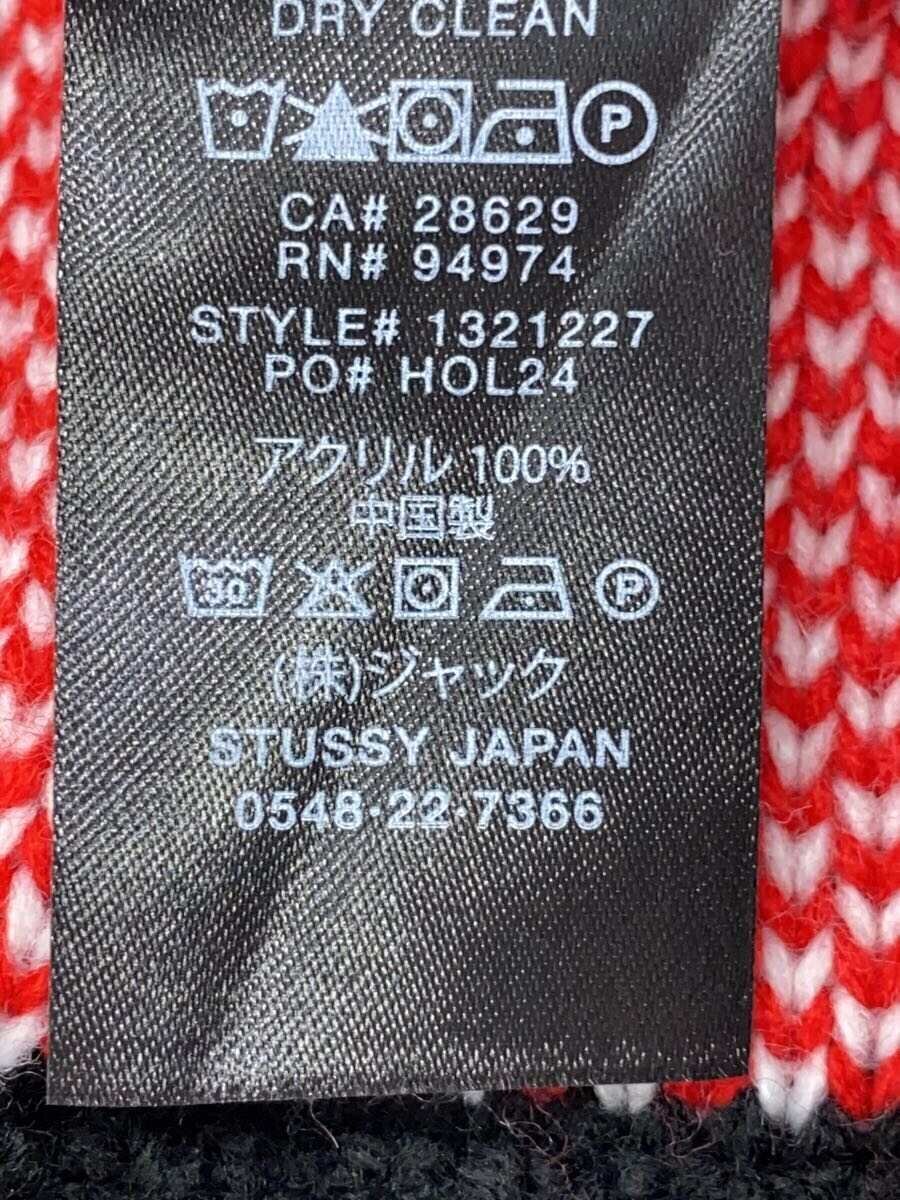 DRY CLEAN
P
CA# 28629
RN# 94974
STYLE# 1321227
PO# HOL24
アクリル 100%
中国製
30 P
(株)ジャック
STUSSY JAPAN
0548·22·7366